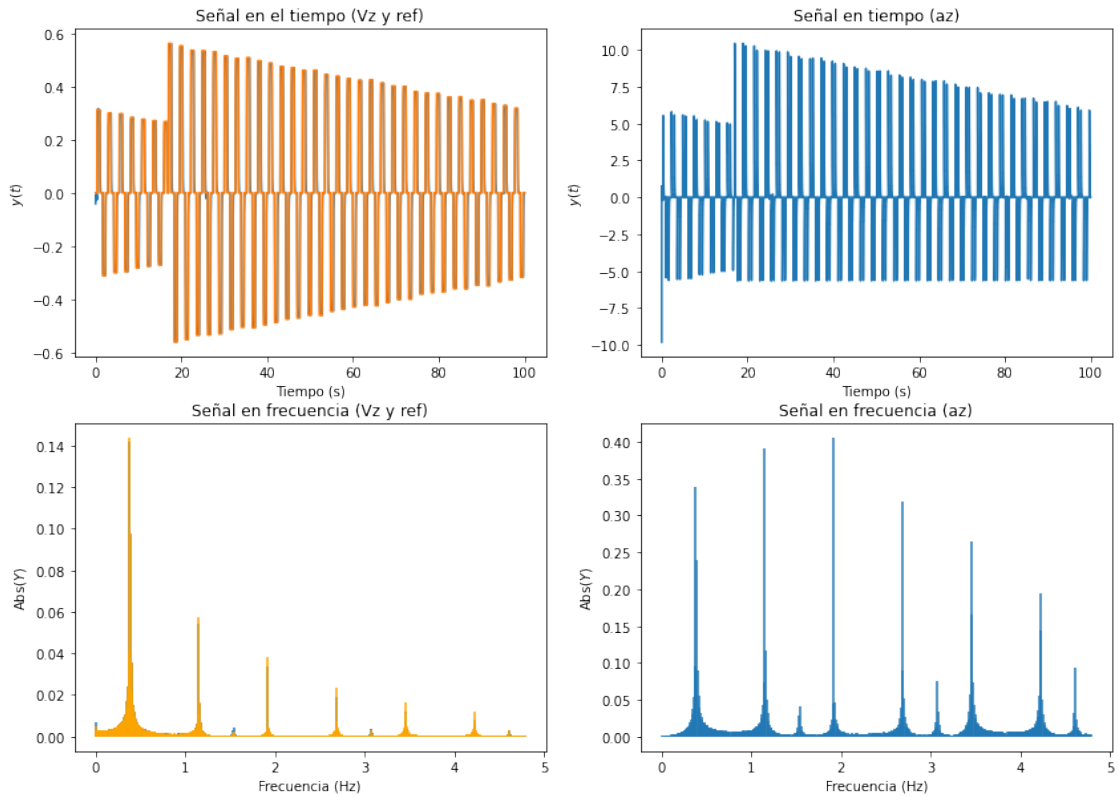 Señal en el tiempo (Vz y ref)
0.6
0.4
0.2
0.0
−0.2
−0.4
−0.6
y(t)
0 20 40 60 80 100
Tiempo (s)
Señal en tiempo (az)
10.0
7.5
5.0
2.5
0.0
−2.5
−5.0
−7.5
−10.0
y(t)
0 20 40 60 80 100
Tiempo (s)
Señal en frecuencia (Vz y ref)
0.14
0.12
0.10
0.08
0.06
0.04
0.02
0.00
Abs(Y)
0 1 2 3 4 5
Frecuencia (Hz)
Señal en frecuencia (az)
0.40
0.35
0.30
0.25
0.20
0.15
0.10
0.05
0.00
Abs(Y)
0 1 2 3 4 5
Frecuencia (Hz)